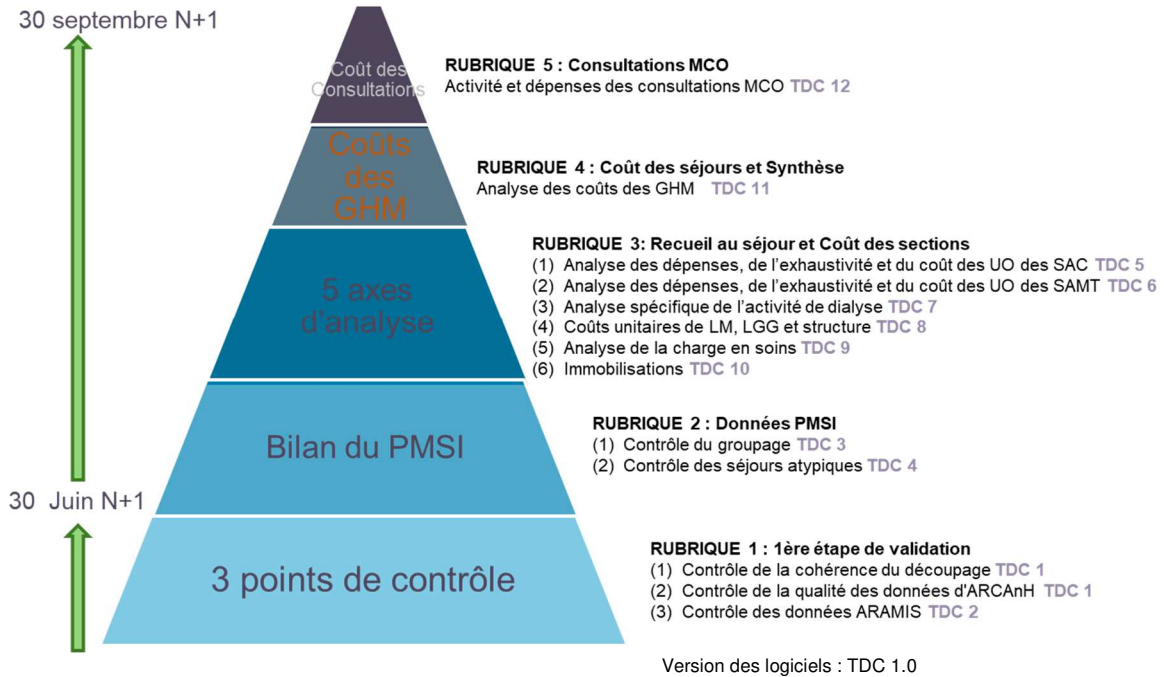 30 septembre N+1
Coût des
Consultations
RUBRIQUE 5 : Consultations MCO
Activité et dépenses des consultations MCO TDC 12
Coûts
des
GHM
RUBRIQUE 4 : Coût des séjours et Synthèse
Analyse des coûts des GHM TDC 11
5 axes
d'analyse
RUBRIQUE 3: Recueil au séjour et Coût des sections
(1) Analyse des dépenses, de l'exhaustivité et du coût des UO des SAC TDC 5
(2) Analyse des dépenses, de l'exhaustivité et du coût des UO des SAMT TDC 6
(3) Analyse spécifique de l'activité de dialyse TDC 7
(4) Coûts unitaires de LM, LGG et structure TDC 8
(5) Analyse de la charge en soins TDC 9
(6) Immobilisations TDC 10
Bilan du PMSI
RUBRIQUE 2 : Données PMSI
(1) Contrôle du groupage TDC 3
(2) Contrôle des séjours atypiques TDC 4
30 Juin N+1
3 points de contrôle
RUBRIQUE 1 : 1ère étape de validation
(1) Contrôle de la cohérence du découpage TDC 1
(2) Contrôle de la qualité des données d'ARCAnH TDC 1
(3) Contrôle des données ARAMIS TDC 2
Version des logiciels : TDC 1.0